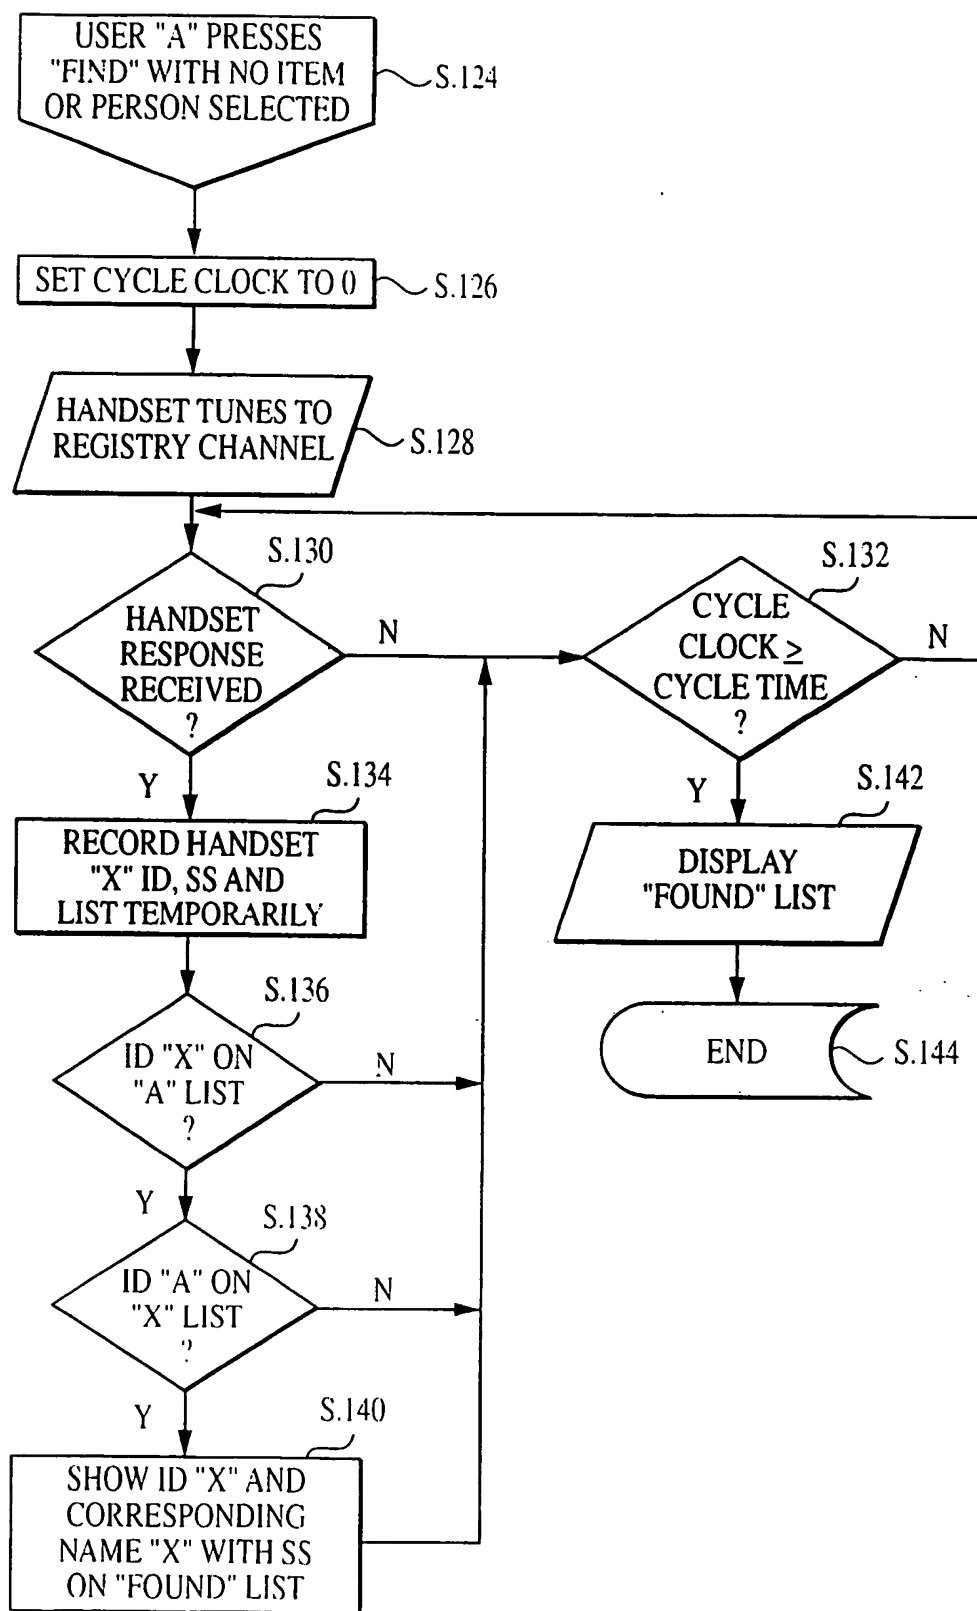 USER "A" PRESSES
"FIND" WITH NO ITEM
OR PERSON SELECTED
S.124
SET CYCLE CLOCK TO 0
S.126
HANDSET TUNES TO
REGISTRY CHANNEL
S.128
S.130
HANDSET
RESPONSE
RECEIVED
?
N
Y
S.132
CYCLE
CLOCK ≥
CYCLE TIME
?
N
Y
S.134
RECORD HANDSET
"X" ID, SS AND
LIST TEMPORARILY
S.142
DISPLAY
"FOUND" LIST
S.136
ID "X" ON
"A" LIST
?
N
Y
END
S.144
S.138
ID "A" ON
"X" LIST
?
N
Y
S.140
SHOW ID "X" AND
CORRESPONDING
NAME "X" WITH SS
ON "FOUND" LIST